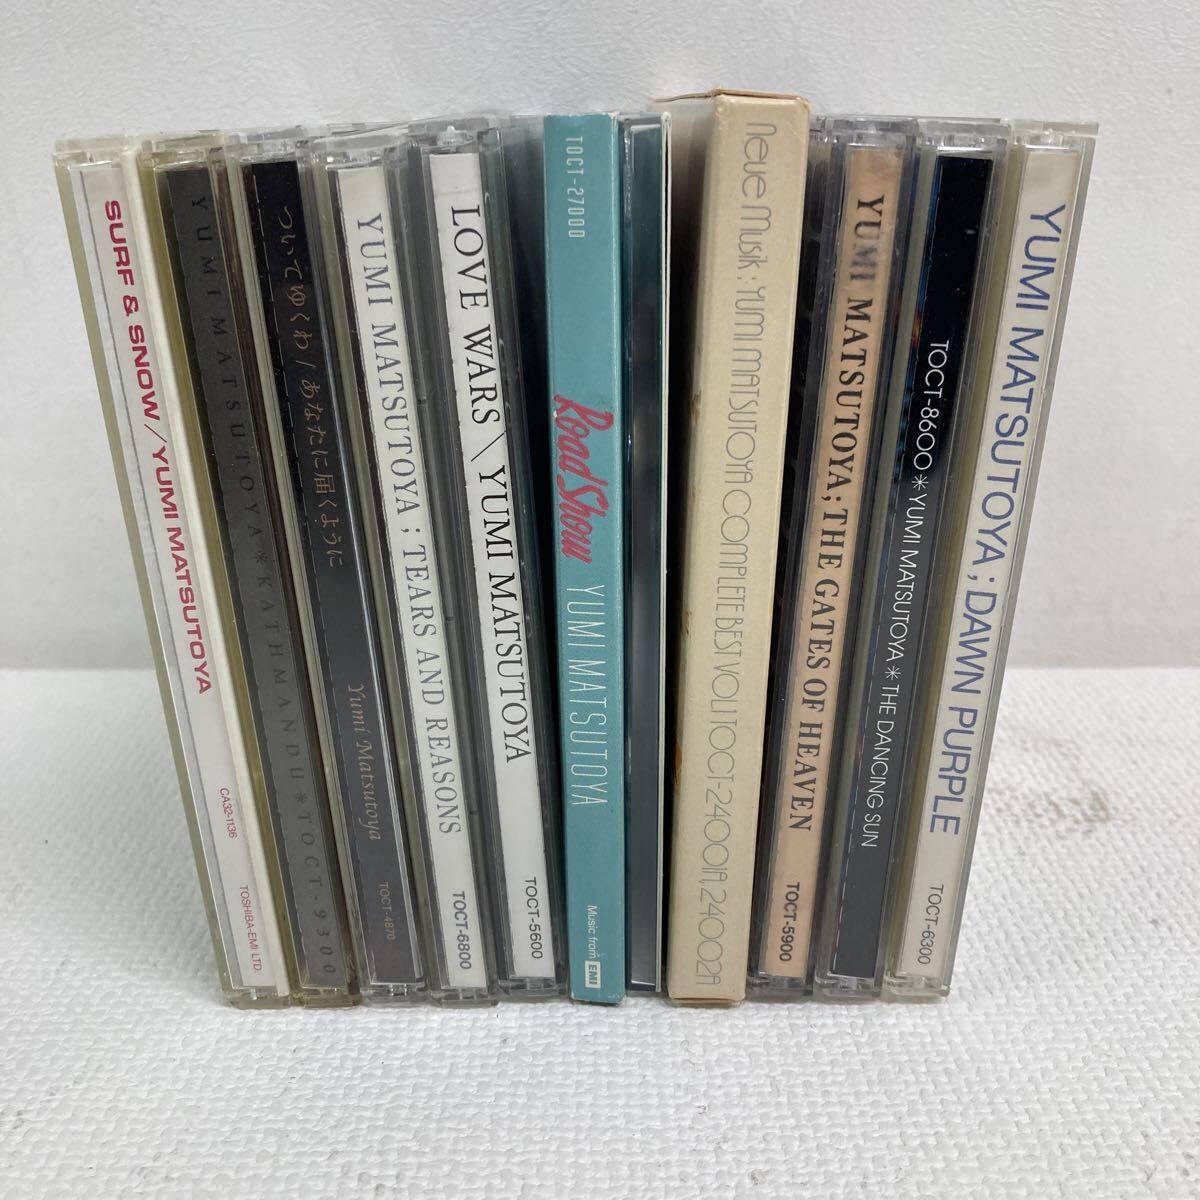 SURF & SNOW / YUMI MATSUTOYA CA32-1136 TOSHIBA-EMI LTD.
YUMI MATSUTOYA * KATHMANDU * TOCT-9300
ついてゆくわ / あなたに届くように Yumi Matsutoya TOCT-4870
YUMI MATSUTOYA ; TEARS AND REASONS TOCT-6800
LOVE WARS \ YUMI MATSUTOYA TOCT-5600
TOCT-27000 Road Show YUMI MATSUTOYA Music from EMI
Neue Musik ; YUMI MATSUTOYA COMPLETE BEST VOL.1 TOCT-24001A, 24002A
YUMI MATSUTOYA ; THE GATES OF HEAVEN TOCT-5900
TOCT-8600 * YUMI MATSUTOYA * THE DANCING SUN
YUMI MATSUTOYA ; DAWN PURPLE TOCT-6300